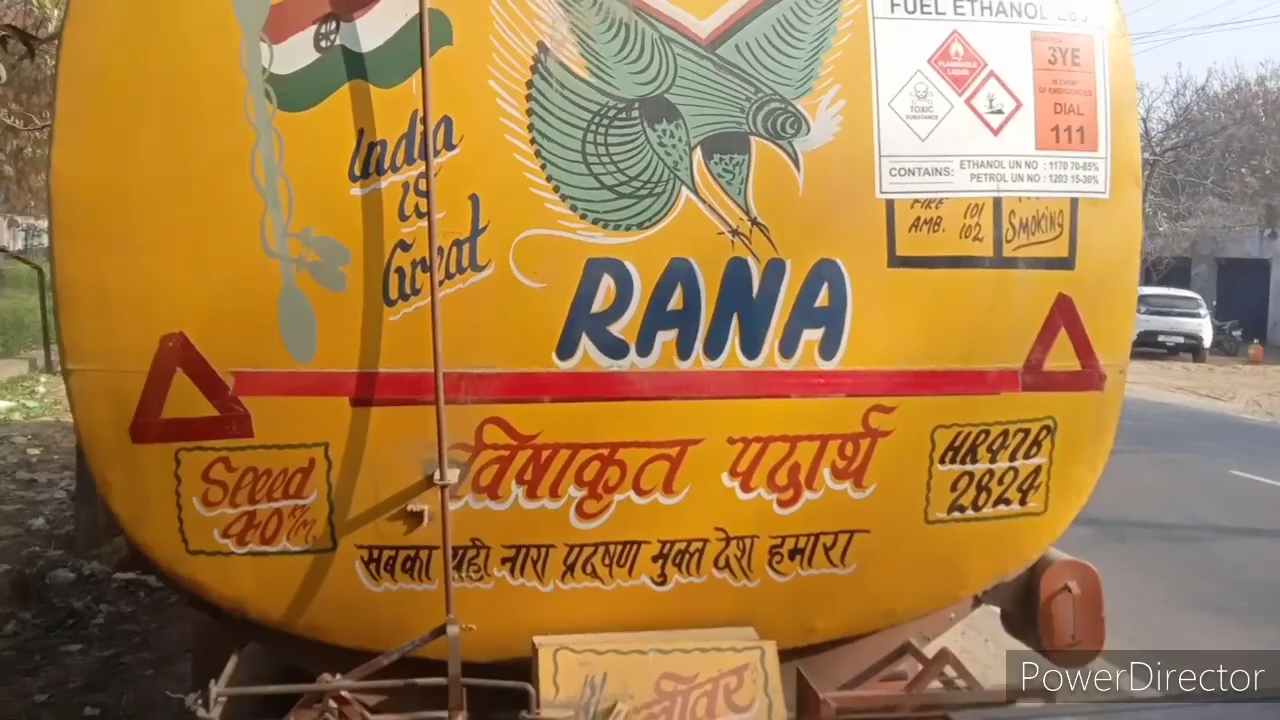 FUEL ETHANOL
FLAMMABLE
LIQUID
TOXIC
SUBSTANCE
3YE
IN EVENT
OF EMERGENCIES
DIAL
111
CONTAINS:
ETHANOL UN NO : 1170 70-85%
PETROL UN NO : 1203 15-30%
FIRE 101
AMB. 102
SMOKING
India
is
Great
RANA
Speed
40 K/M.
विषाकृत पदार्थ
HR47B
2824
सबका यही नारा प्रदूषण मुक्त देश हमारा
PowerDirector